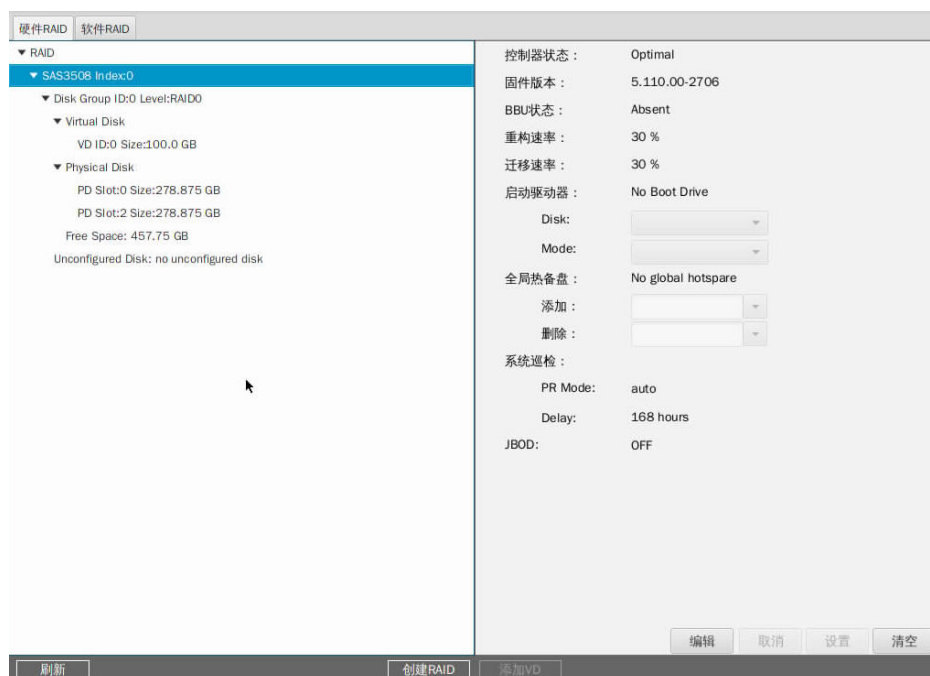 硬件RAID 软件RAID
RAID
SAS3508 Index:0
Disk Group ID:0 Level:RAID0
Virtual Disk
VD ID:0 Size:100.0 GB
Physical Disk
PD Slot:0 Size:278.875 GB
PD Slot:2 Size:278.875 GB
Free Space: 457.75 GB
Unconfigured Disk: no unconfigured disk
控制器状态： Optimal
固件版本： 5.110.00-2706
BBU状态： Absent
重构速率： 30 %
迁移速率： 30 %
启动驱动器： No Boot Drive
Disk:
Mode:
全局热备盘： No global hotspare
添加：
删除：
系统巡检：
PR Mode: auto
Delay: 168 hours
JBOD: OFF
编辑 取消 设置 清空
刷新 创建RAID 添加VD